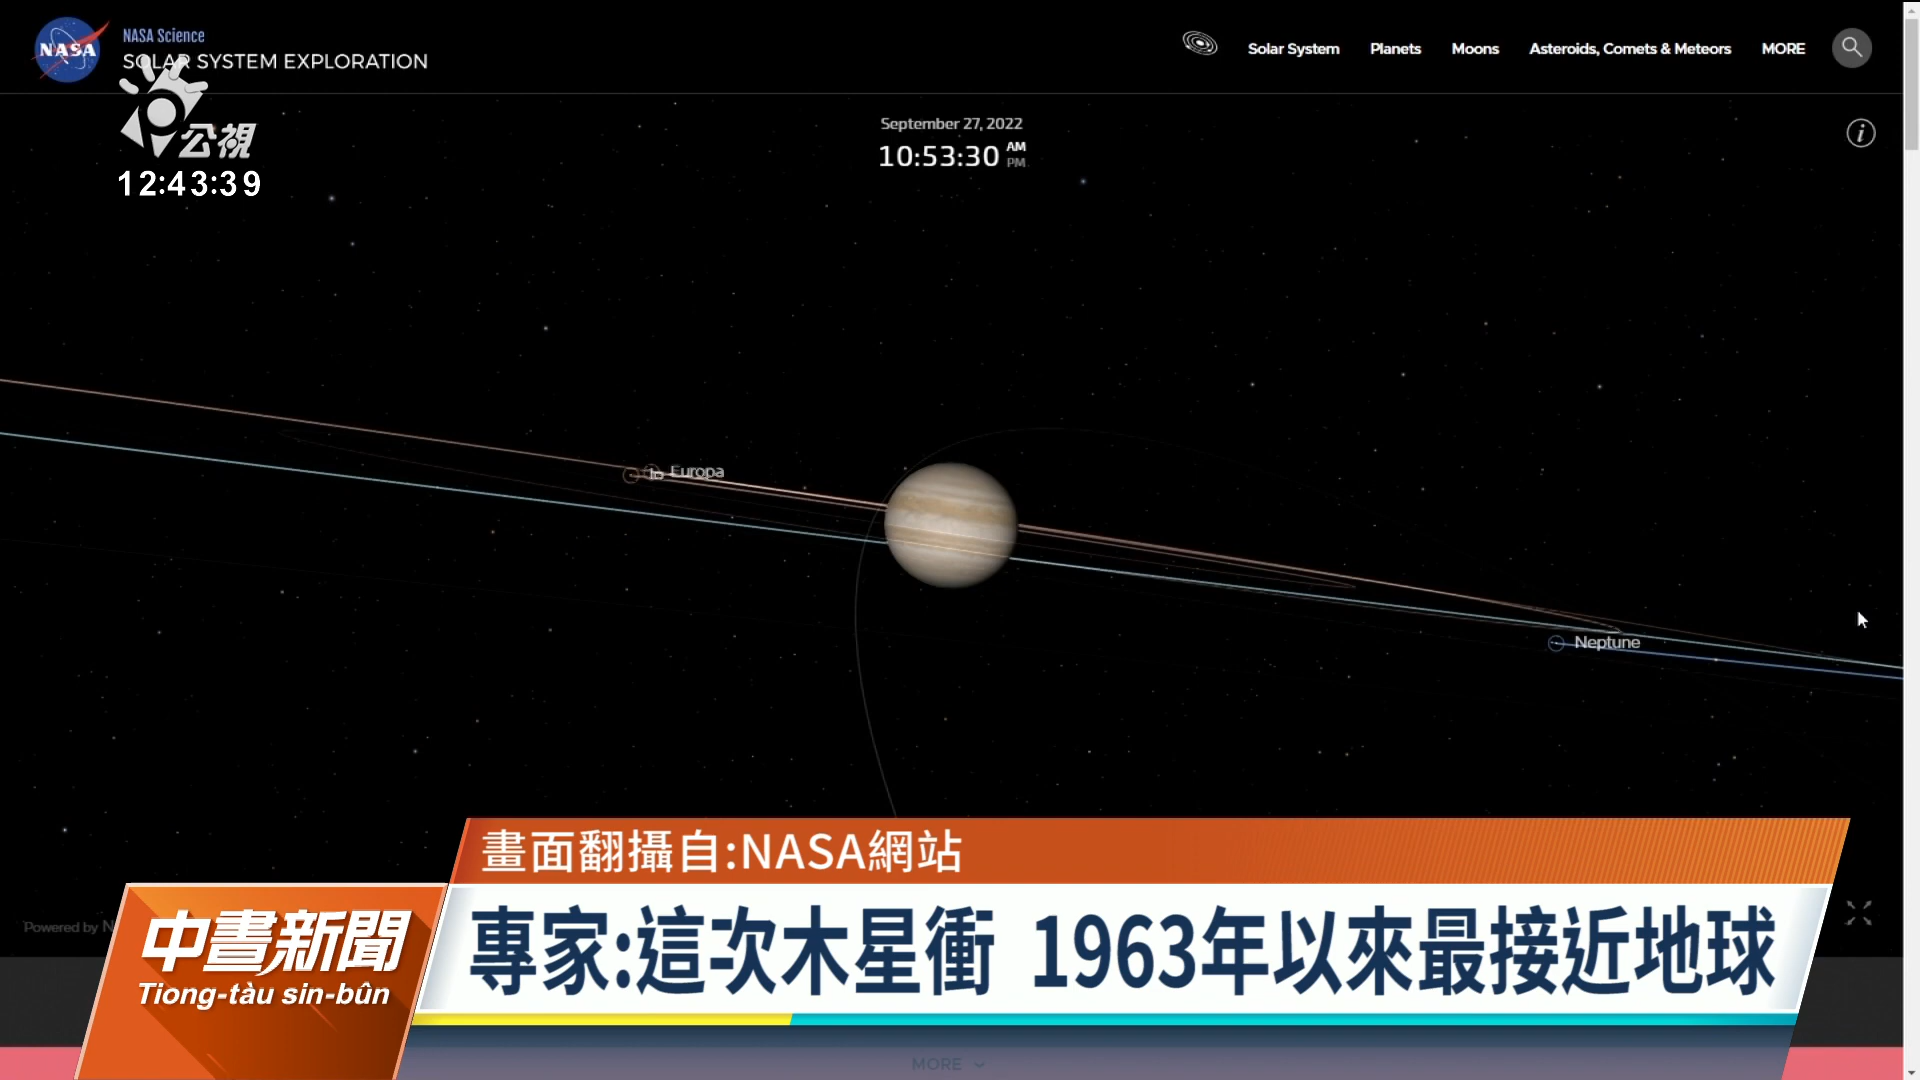 NASA
NASA Science
SOLAR SYSTEM EXPLORATION
Solar System
Planets
Moons
Asteroids, Comets & Meteors
MORE
公視
12:43:39
September 27, 2022
10:53:30 AM
PM
Io
Europa
Neptune
畫面翻攝自:NASA網站
Powered by N
中晝新聞
Tiong-tàu sin-bûn
專家:這次木星衝 1963年以來最接近地球
MORE